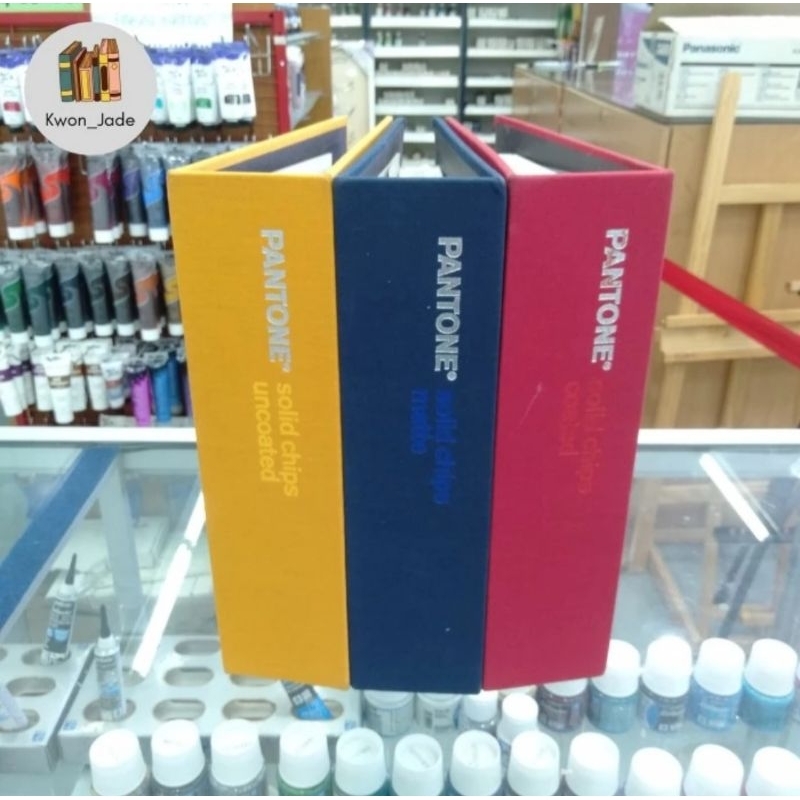 Kwon_Jade
Panasonic
PANTONE®
solid chips
uncoated
PANTONE®
solid chips
matte
PANTONE®
solid chips
coated